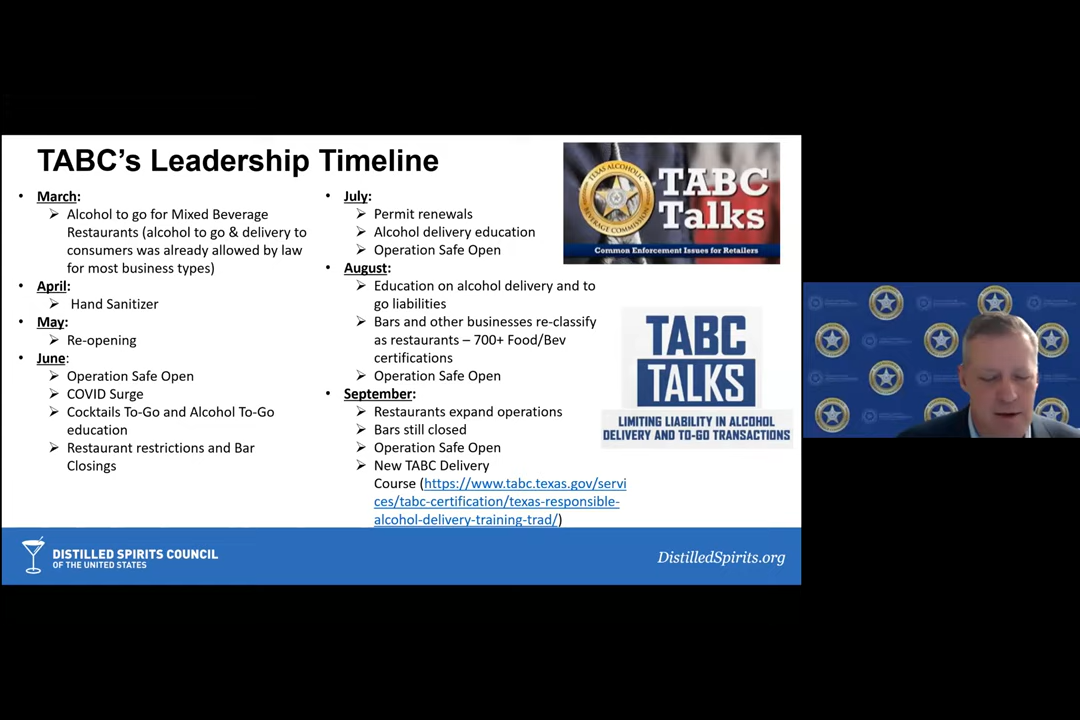 TABC's Leadership Timeline
• March:
➢ Alcohol to go for Mixed Beverage
Restaurants (alcohol to go & delivery to
consumers was already allowed by law
for most business types)
• April:
➢ Hand Sanitizer
• May:
➢ Re-opening
• June:
➢ Operation Safe Open
➢ COVID Surge
➢ Cocktails To-Go and Alcohol To-Go
education
➢ Restaurant restrictions and Bar
Closings
• July:
➢ Permit renewals
➢ Alcohol delivery education
➢ Operation Safe Open
• August:
➢ Education on alcohol delivery and to
go liabilities
➢ Bars and other businesses re-classify
as restaurants – 700+ Food/Bev
certifications
➢ Operation Safe Open
• September:
➢ Restaurants expand operations
➢ Bars still closed
➢ Operation Safe Open
➢ New TABC Delivery
Course (https://www.tabc.texas.gov/servi
ces/tabc-certification/texas-responsible-
alcohol-delivery-training-trad/)
TEXAS ALCOHOLIC
BEVERAGE COMMISSION
TABC
Talks
Common Enforcement Issues for Retailers
TABC
TALKS
LIMITING LIABILITY IN ALCOHOL
DELIVERY AND TO-GO TRANSACTIONS
DISTILLED SPIRITS COUNCIL
OF THE UNITED STATES
DistilledSpirits.org